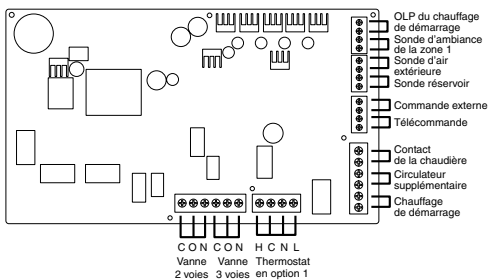 OLP du chauffage
de démarrage
Sonde d'ambiance
de la zone 1
Sonde d'air
extérieure
Sonde réservoir
Commande externe
Télécommande
Contact
de la chaudière
Circulateur
supplémentaire
Chauffage
de démarrage
C O N C O N H C N L
Vanne Vanne Thermostat
2 voies 3 voies en option 1